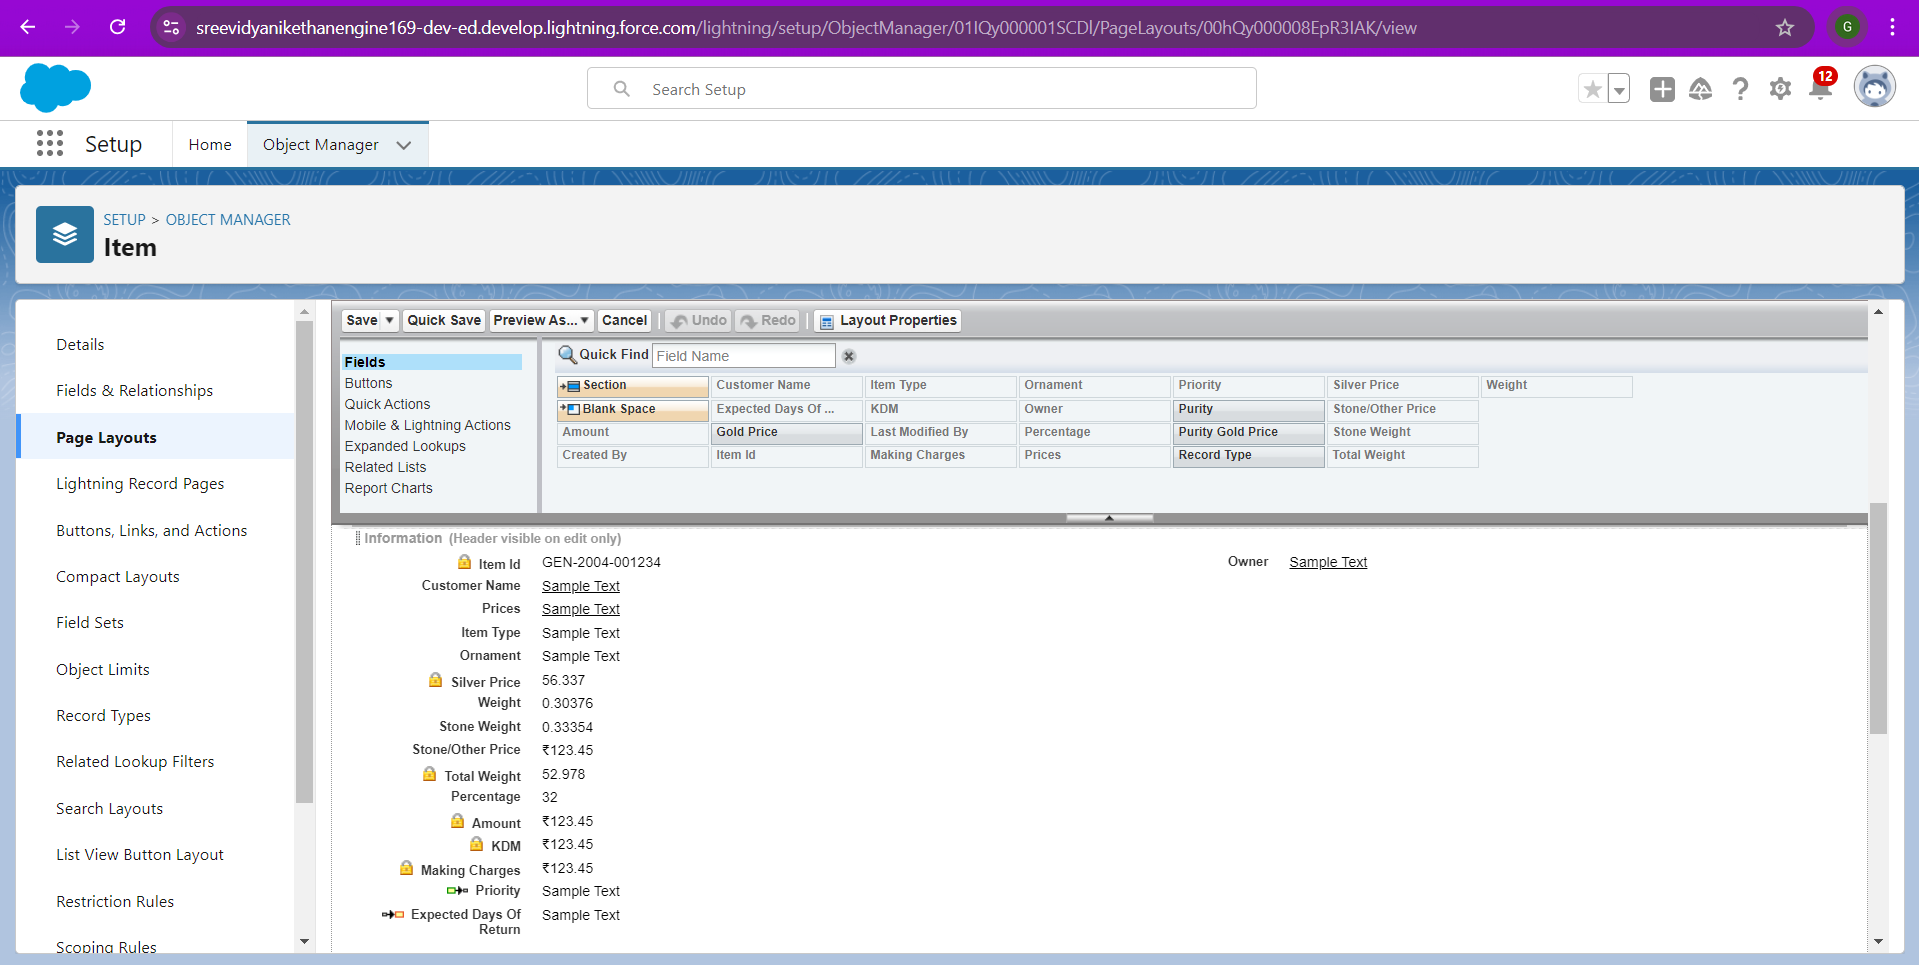 sreevidyanikethanengine169-dev-ed.develop.lightning.force.com/lightning/setup/ObjectManager/01IQy000001SCDl/PageLayouts/00hQy000008EpR3IAK/view
G
Search Setup
12
Setup
Home
Object Manager
SETUP > OBJECT MANAGER
Item
Details
Fields & Relationships
Page Layouts
Lightning Record Pages
Buttons, Links, and Actions
Compact Layouts
Field Sets
Object Limits
Record Types
Related Lookup Filters
Search Layouts
List View Button Layout
Restriction Rules
Scoping Rules
Save Quick Save Preview As... Cancel Undo Redo Layout Properties
Fields
Buttons
Quick Actions
Mobile & Lightning Actions
Expanded Lookups
Related Lists
Report Charts
Quick Find Field Name
Section Customer Name Item Type Ornament Priority Silver Price Weight
Blank Space Expected Days Of ... KDM Owner Purity Stone/Other Price
Amount Gold Price Last Modified By Percentage Purity Gold Price Stone Weight
Created By Item Id Making Charges Prices Record Type Total Weight
Information (Header visible on edit only)
Item Id GEN-2004-001234 Owner Sample Text
Customer Name Sample Text
Prices Sample Text
Item Type Sample Text
Ornament Sample Text
Silver Price 56.337
Weight 0.30376
Stone Weight 0.33354
Stone/Other Price ₹123.45
Total Weight 52.978
Percentage 32
Amount ₹123.45
KDM ₹123.45
Making Charges ₹123.45
Priority Sample Text
Expected Days Of Sample Text
Return